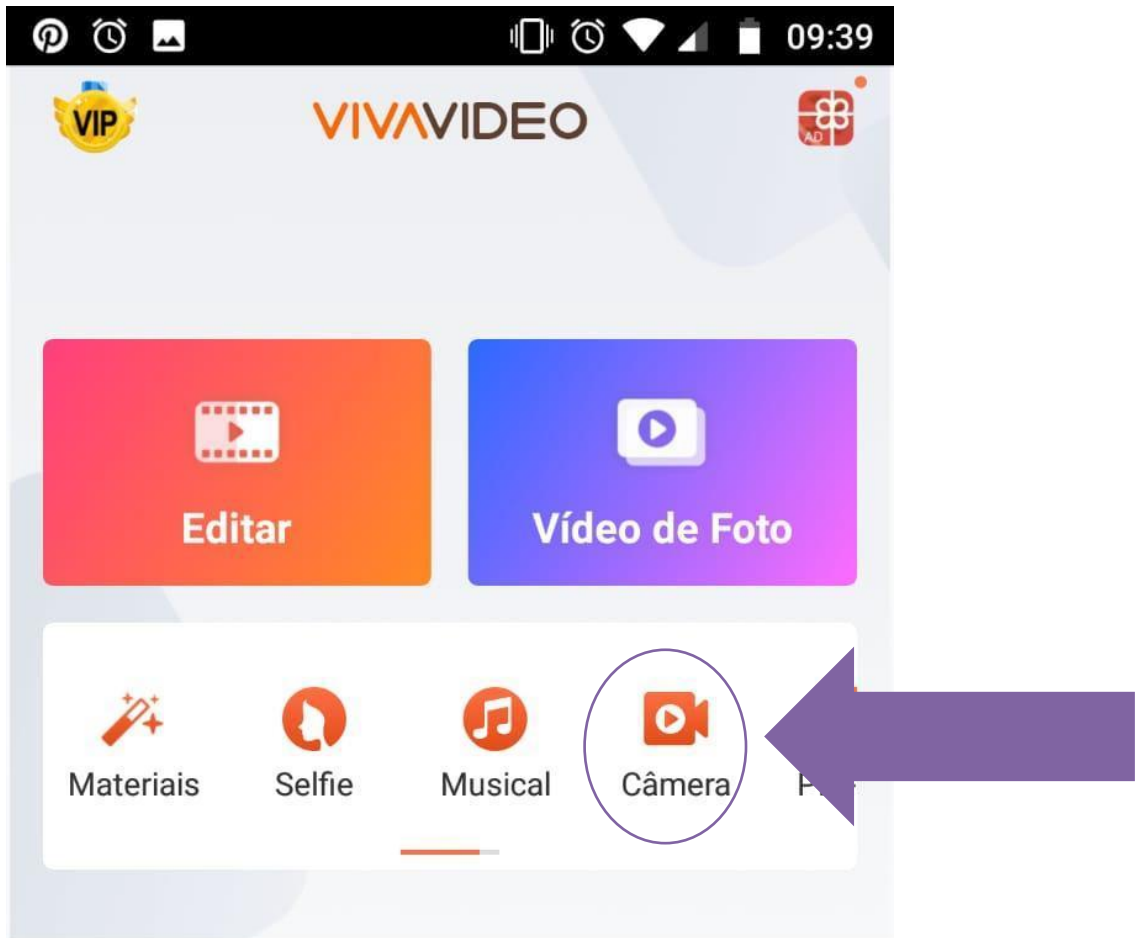 09:39
VIP
VIVAVIDEO
AD
Editar
Vídeo de Foto
Materiais
Selfie
Musical
Câmera